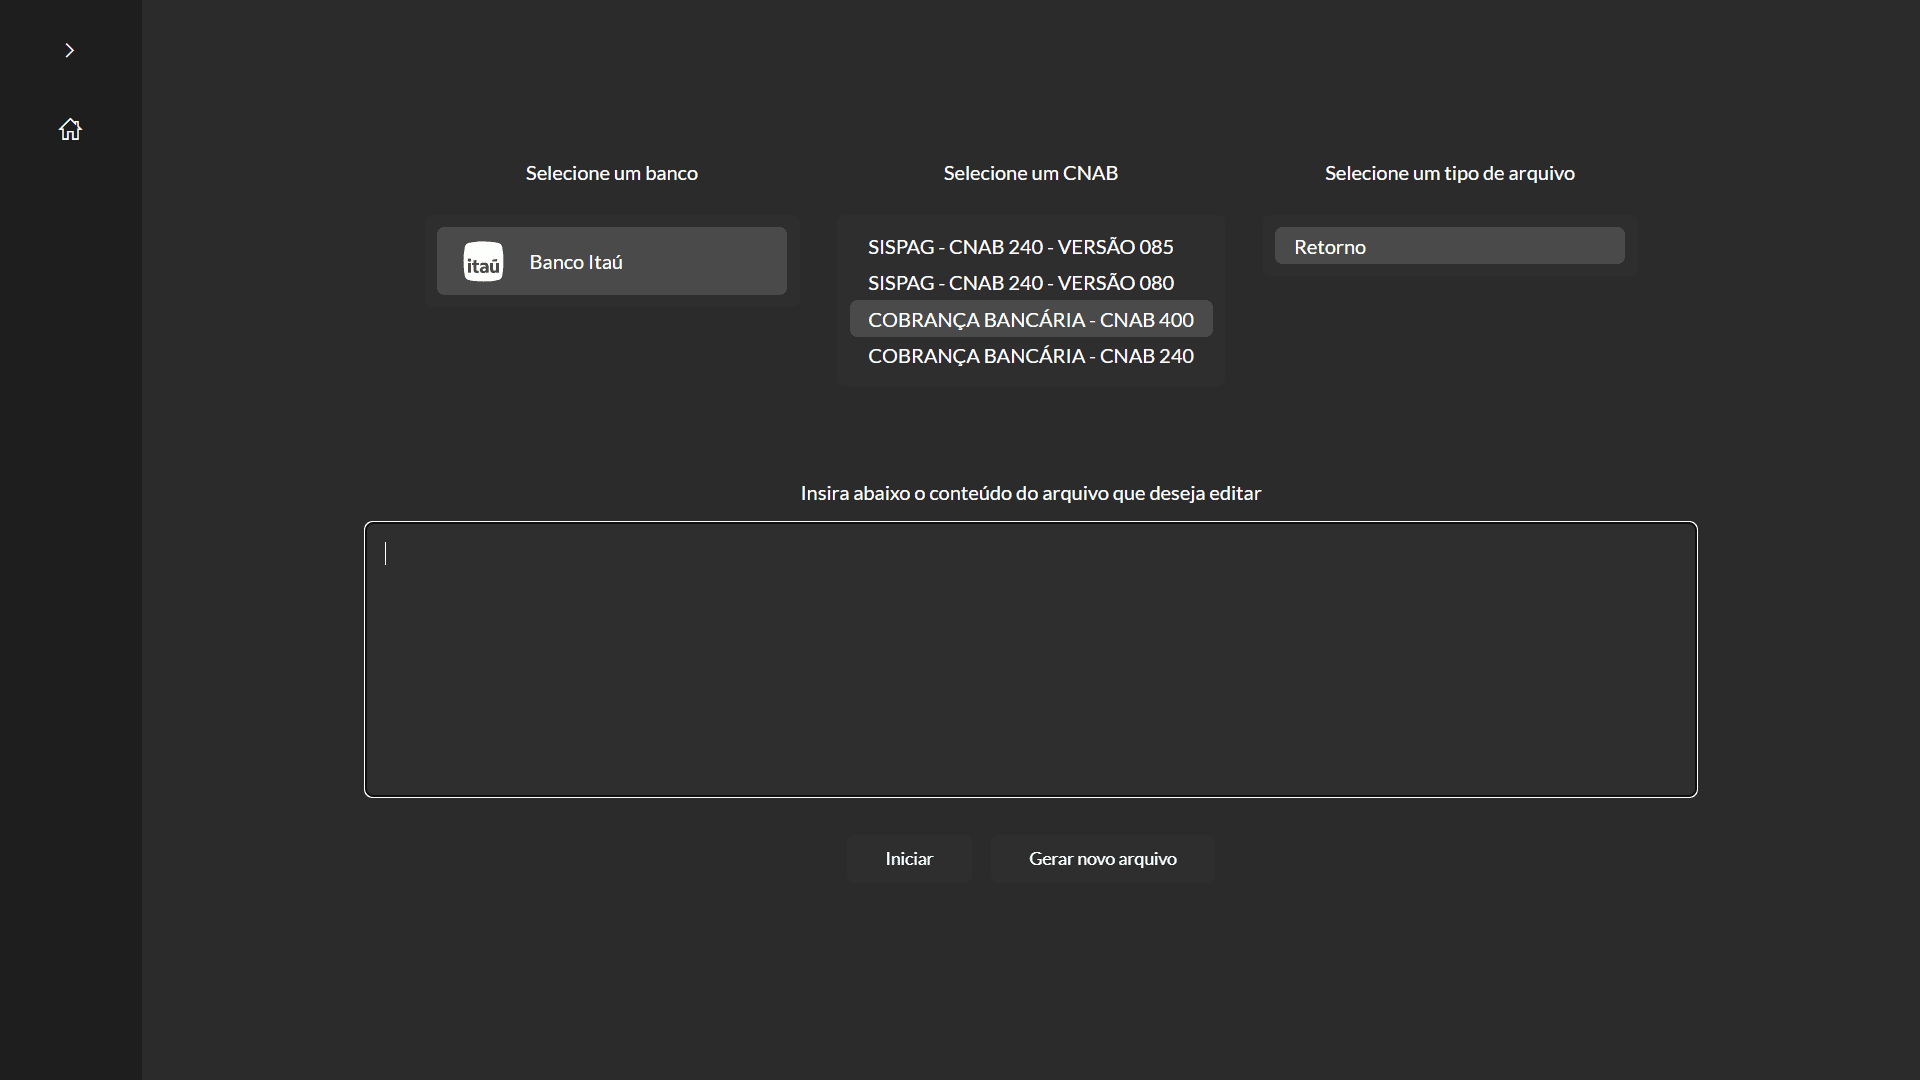 Selecione um banco
itaú
Banco Itaú
Selecione um CNAB
SISPAG - CNAB 240 - VERSÃO 085
SISPAG - CNAB 240 - VERSÃO 080
COBRANÇA BANCÁRIA - CNAB 400
COBRANÇA BANCÁRIA - CNAB 240
Selecione um tipo de arquivo
Retorno
Insira abaixo o conteúdo do arquivo que deseja editar
Iniciar
Gerar novo arquivo